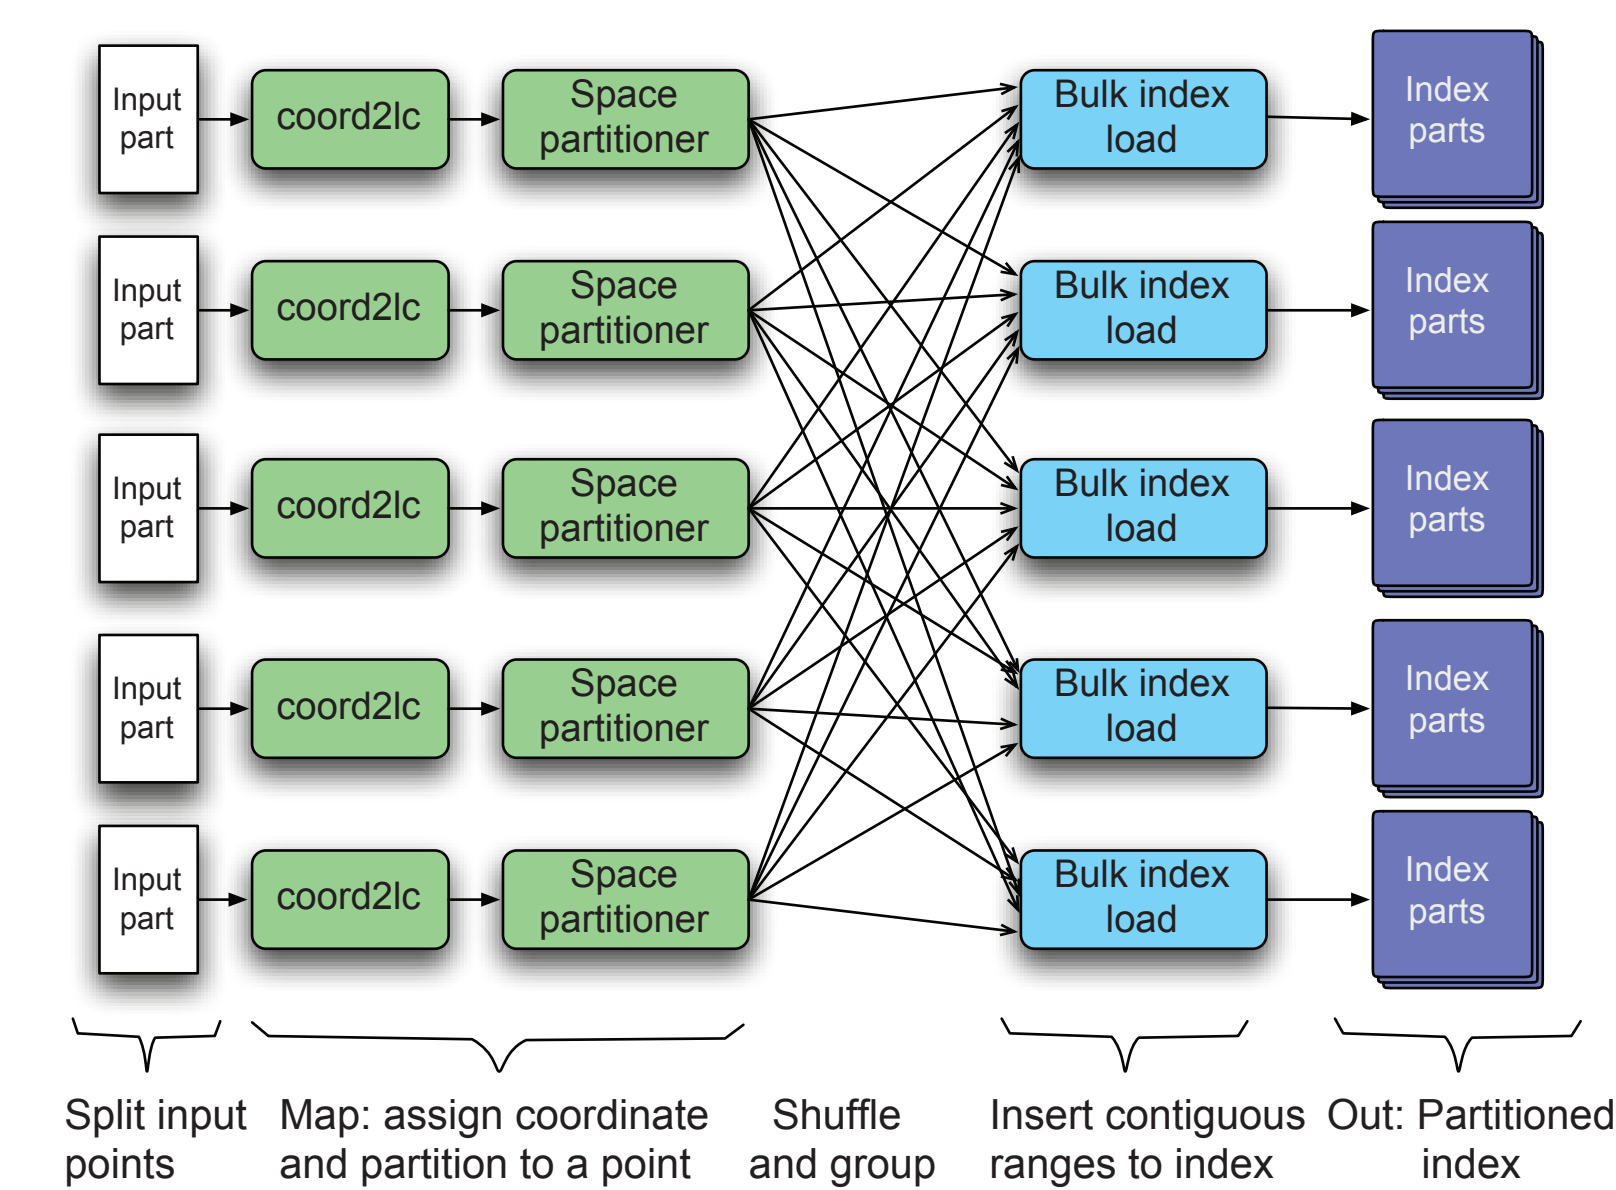 Input
part
coord2lc
Space
partitioner
Bulk index
load
Index
parts
Input
part
coord2lc
Space
partitioner
Bulk index
load
Index
parts
Input
part
coord2lc
Space
partitioner
Bulk index
load
Index
parts
Input
part
coord2lc
Space
partitioner
Bulk index
load
Index
parts
Input
part
coord2lc
Space
partitioner
Bulk index
load
Index
parts
Split input
points
Map: assign coordinate
and partition to a point
Shuffle
and group
Insert contiguous
ranges to index
Out: Partitioned
index